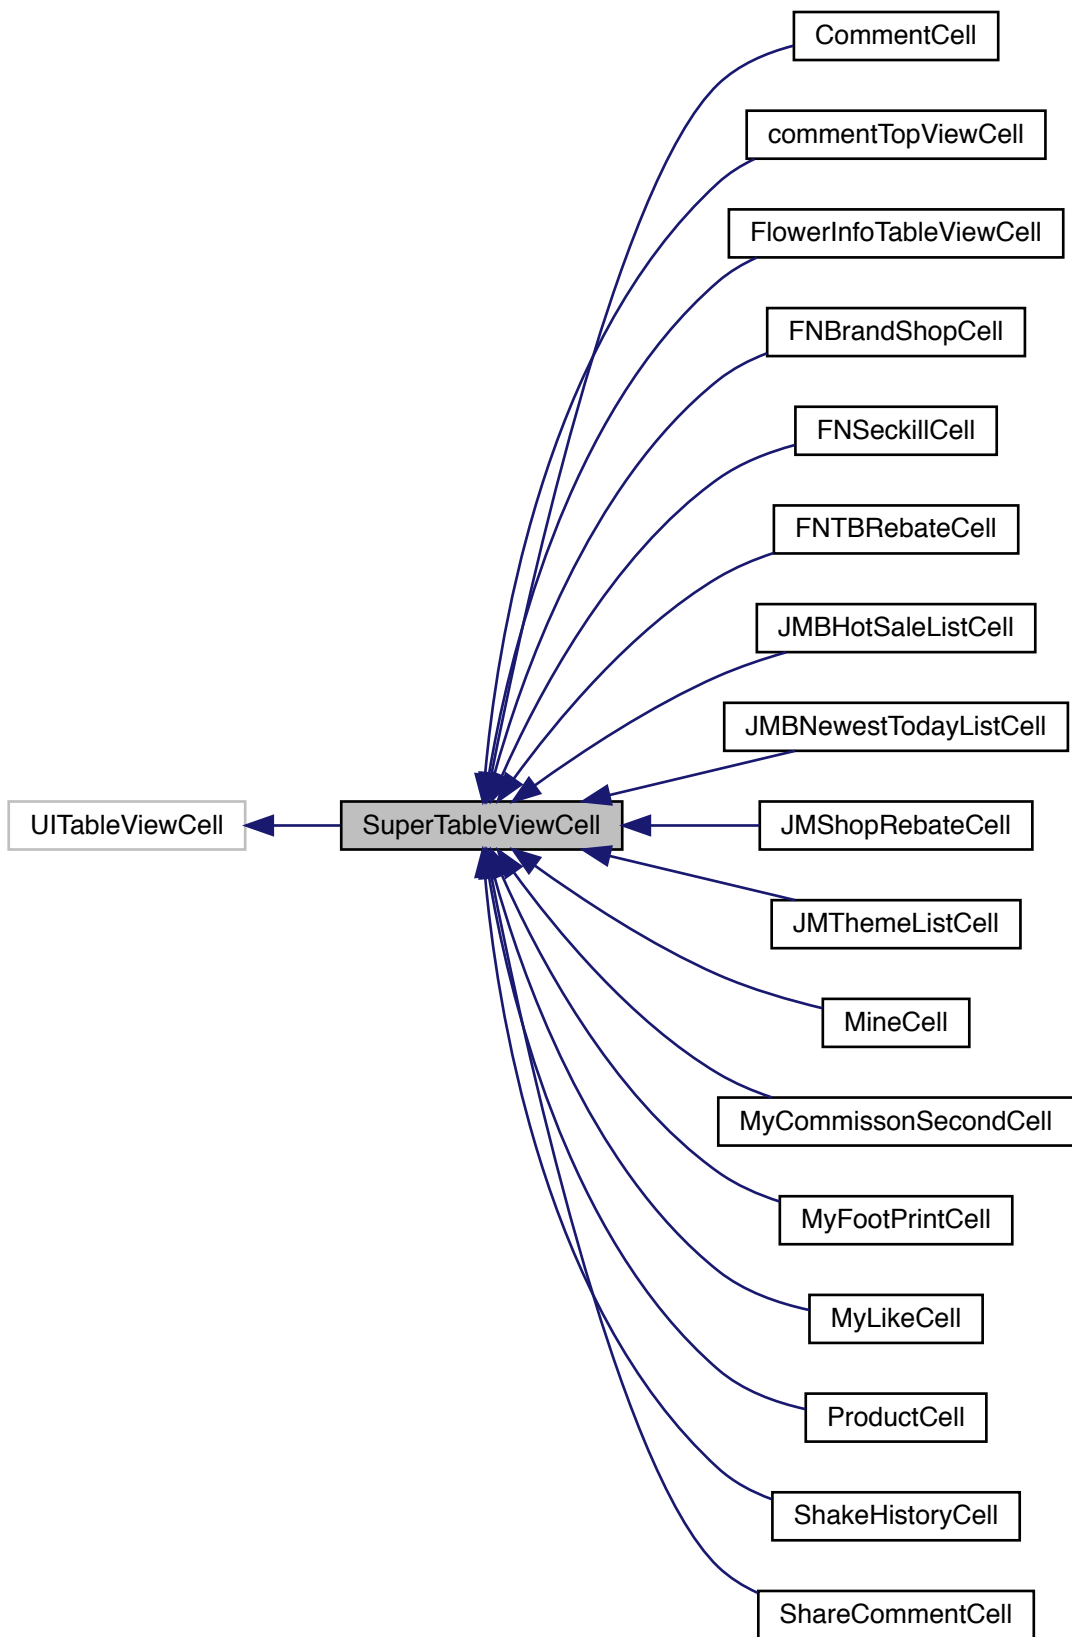 CommentCell
commentTopViewCell
FlowerInfoTableViewCell
FNBrandShopCell
FNSeckillCell
FNTBRebateCell
JMBHotSaleListCell
JMBNewestTodayListCell
UITableViewCell
SuperTableViewCell
JMShopRebateCell
JMThemeListCell
MineCell
MyCommissonSecondCell
MyFootPrintCell
MyLikeCell
ProductCell
ShakeHistoryCell
ShareCommentCell